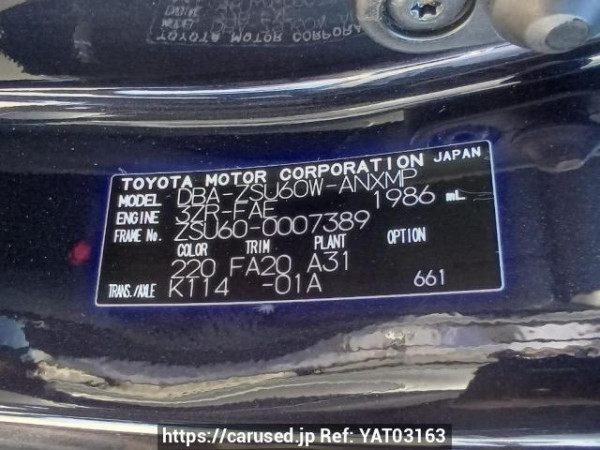 TOYOTA MOTOR CORPORA
TOYOTA MOTOR CORPORATION JAPAN
MODEL DBA-ZSU60W-ANXMP
ENGINE 3ZR-FAE 1986 mL
FRAME No. ZSU60-0007389
COLOR TRIM PLANT OPTION
220 FA20 A31
TRANS./AXLE K114 -01A 661
https://carused.jp Ref: YAT03163